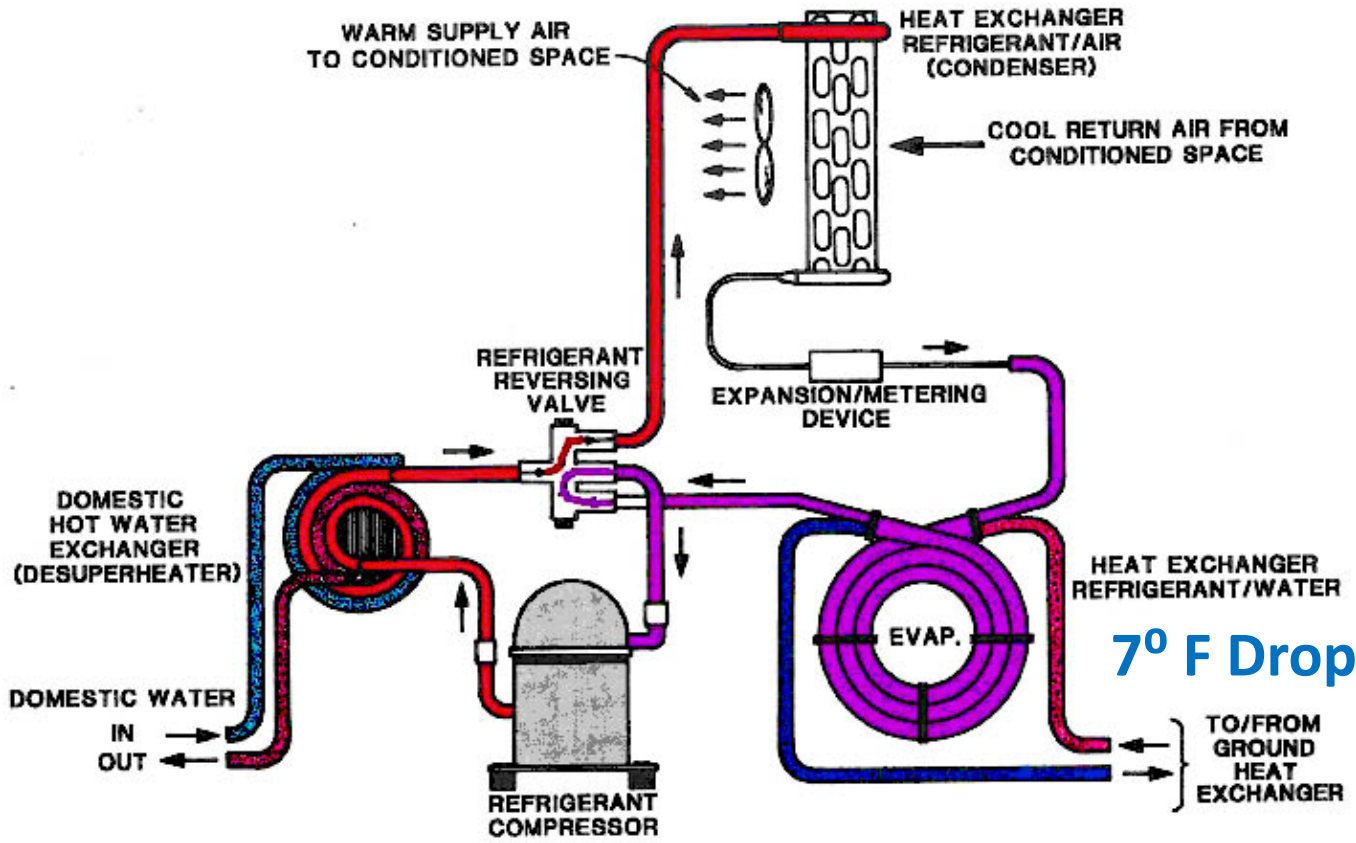 WARM SUPPLY AIR
TO CONDITIONED SPACE
HEAT EXCHANGER
REFRIGERANT/AIR
(CONDENSER)
COOL RETURN AIR FROM
CONDITIONED SPACE
REFRIGERANT
REVERSING
VALVE
EXPANSION/METERING
DEVICE
DOMESTIC
HOT WATER
EXCHANGER
(DESUPERHEATER)
HEAT EXCHANGER
REFRIGERANT/WATER
EVAP.
7⁰ F Drop
DOMESTIC WATER
IN
OUT
TO/FROM
GROUND
HEAT
EXCHANGER
REFRIGERANT
COMPRESSOR